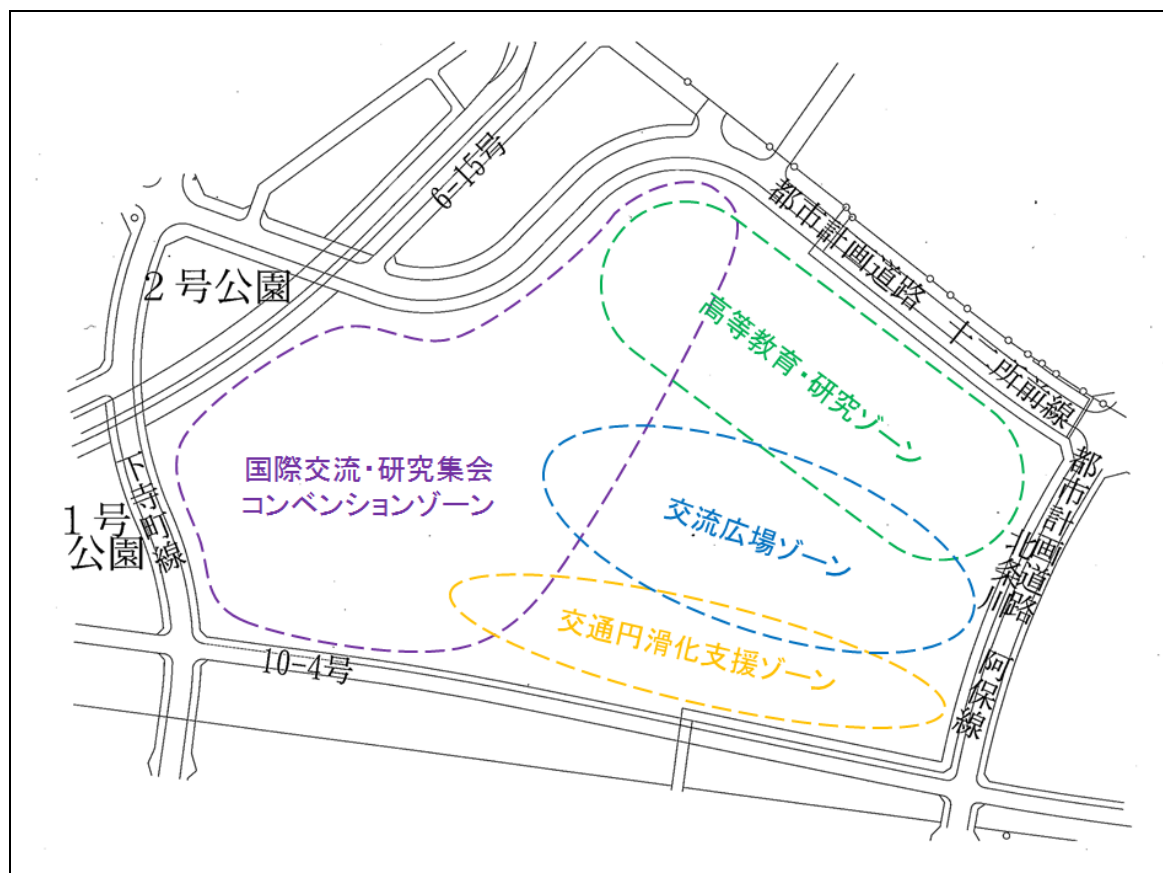 6-15号
都市計画道路 十二所前線
2号公園
高等教育・研究ゾーン
国際交流・研究集会
コンベンションゾーン
下寺町線
1号
公園
交流広場ゾーン
都市計画道路
北条川
阿保線
交通円滑化支援ゾーン
10-4号